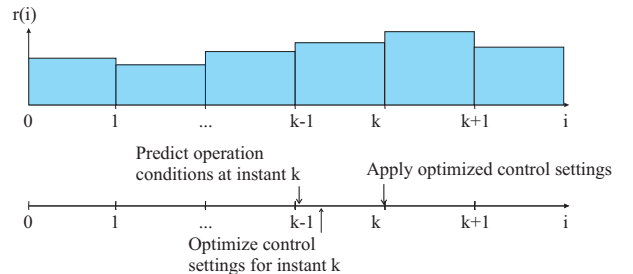 r(i)
0 1 ... k-1 k k+1 i
Predict operation
conditions at instant k
Apply optimized control settings
0 1 ... k-1 k k+1 i
Optimize control
settings for instant k